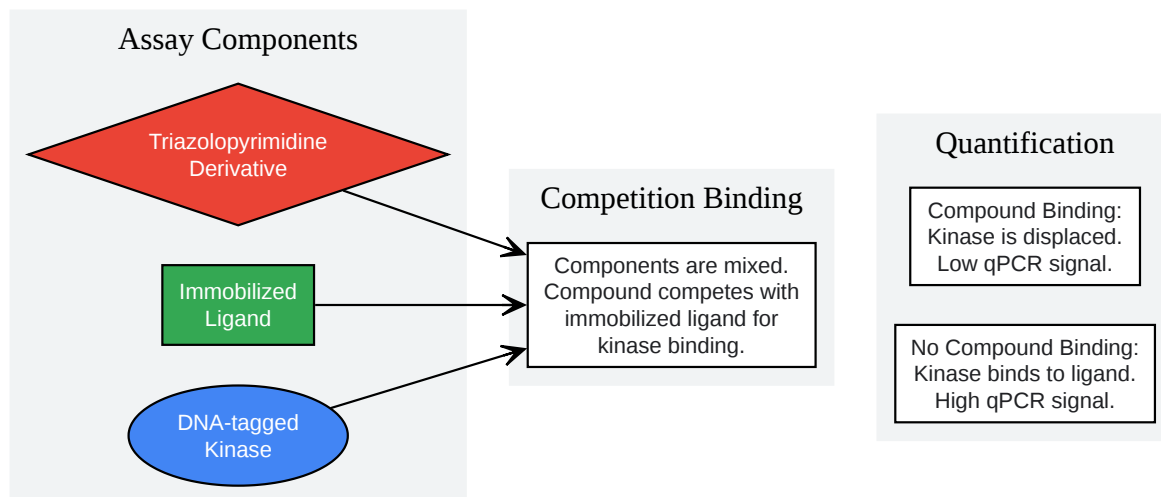 Assay Components
Triazolopyrimidine
Derivative
Immobilized
Ligand
DNA-tagged
Kinase
Competition Binding
Components are mixed.
Compound competes with
immobilized ligand for
kinase binding.
Quantification
Compound Binding:
Kinase is displaced.
Low qPCR signal.
No Compound Binding:
Kinase binds to ligand.
High qPCR signal.